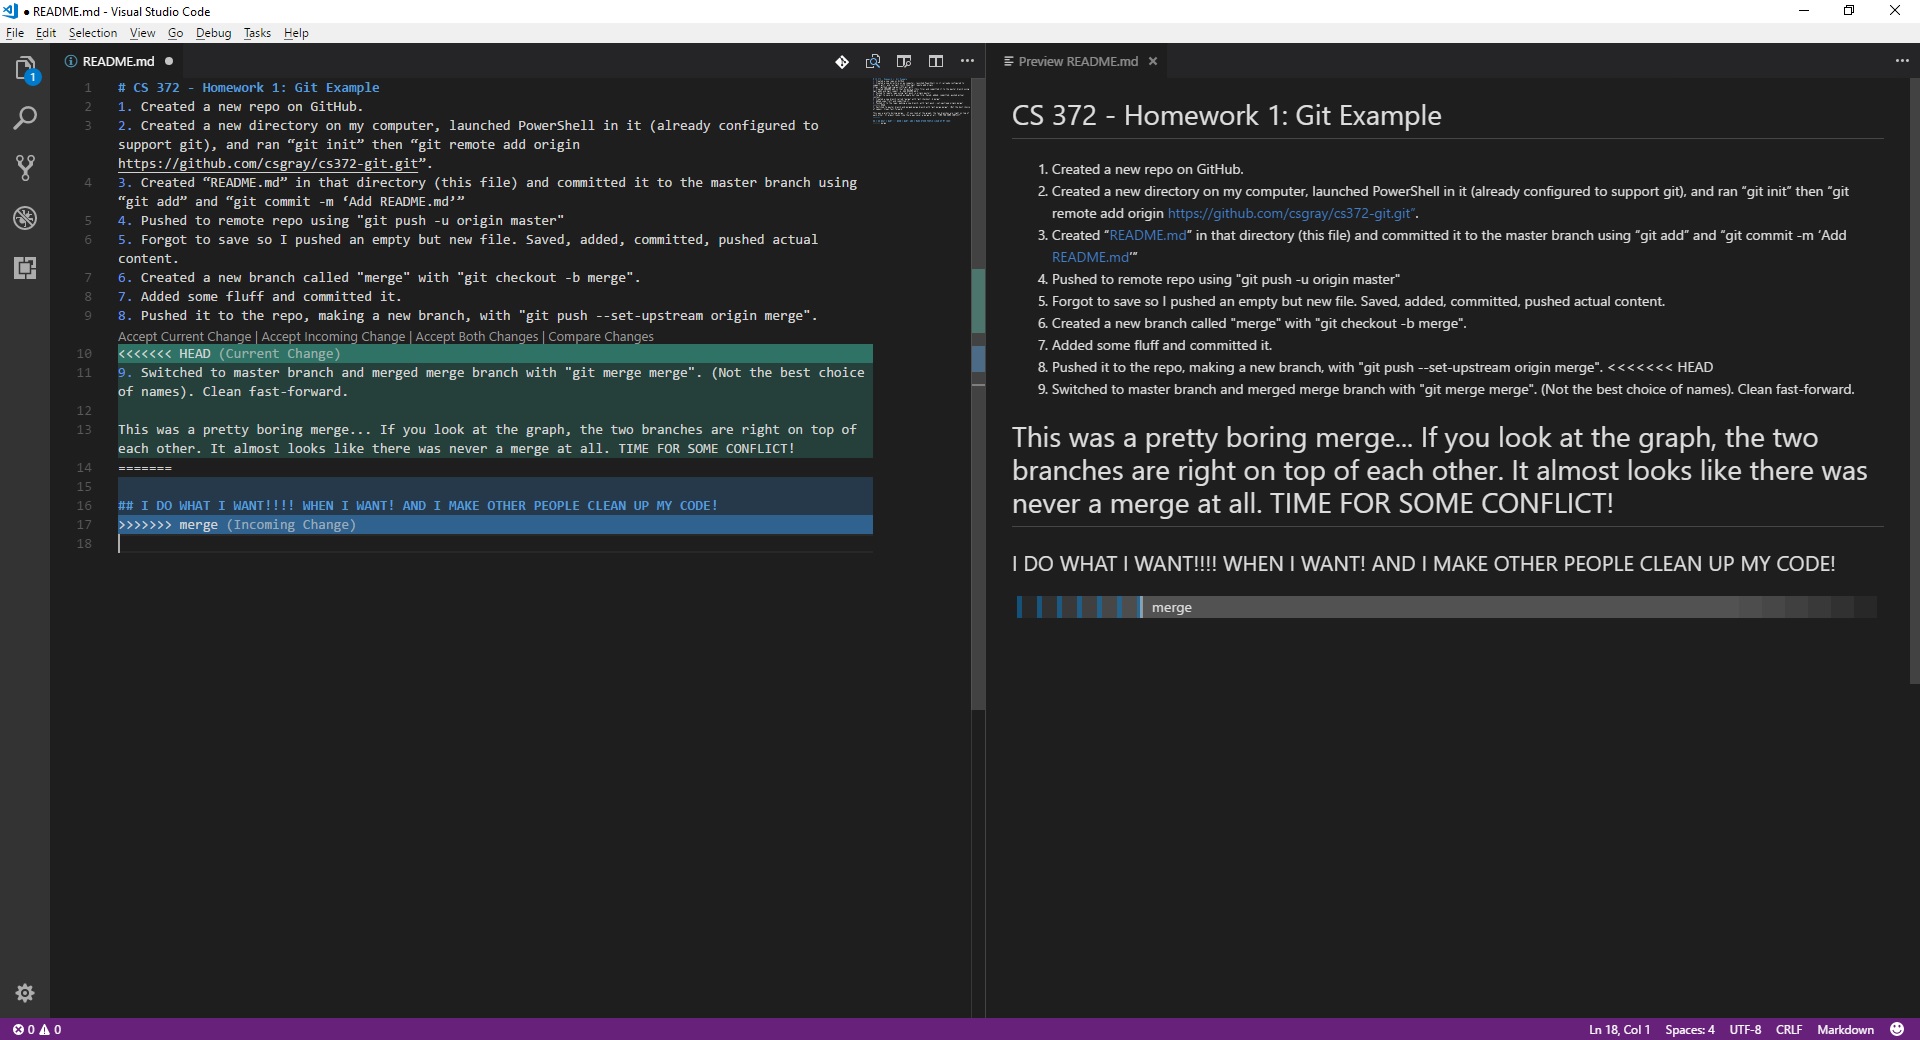 ● README.md - Visual Studio Code
File Edit Selection View Go Debug Tasks Help
1
README.md ●
1 # CS 372 - Homework 1: Git Example
2 1. Created a new repo on GitHub.
3 2. Created a new directory on my computer, launched PowerShell in it (already configured to
support git), and ran “git init” then “git remote add origin
https://github.com/csgray/cs372-git.git”.
4 3. Created “README.md” in that directory (this file) and committed it to the master branch using
“git add” and “git commit -m ‘Add README.md’”
5 4. Pushed to remote repo using "git push -u origin master"
6 5. Forgot to save so I pushed an empty but new file. Saved, added, committed, pushed actual
content.
7 6. Created a new branch called "merge" with "git checkout -b merge".
8 7. Added some fluff and committed it.
9 8. Pushed it to the repo, making a new branch, with "git push --set-upstream origin merge".
Accept Current Change | Accept Incoming Change | Accept Both Changes | Compare Changes
10 <<<<<<< HEAD (Current Change)
11 9. Switched to master branch and merged merge branch with "git merge merge". (Not the best choice
of names). Clean fast-forward.
12
13 This was a pretty boring merge... If you look at the graph, the two branches are right on top of
each other. It almost looks like there was never a merge at all. TIME FOR SOME CONFLICT!
14 =======
15
16 ## I DO WHAT I WANT!!!! WHEN I WANT! AND I MAKE OTHER PEOPLE CLEAN UP MY CODE!
17 >>>>>>> merge (Incoming Change)
18
Preview README.md ×
CS 372 - Homework 1: Git Example
1. Created a new repo on GitHub.
2. Created a new directory on my computer, launched PowerShell in it (already configured to support git), and ran “git init” then “git
remote add origin https://github.com/csgray/cs372-git.git”.
3. Created “README.md” in that directory (this file) and committed it to the master branch using “git add” and “git commit -m ‘Add
README.md’”
4. Pushed to remote repo using "git push -u origin master"
5. Forgot to save so I pushed an empty but new file. Saved, added, committed, pushed actual content.
6. Created a new branch called "merge" with "git checkout -b merge".
7. Added some fluff and committed it.
8. Pushed it to the repo, making a new branch, with "git push --set-upstream origin merge". <<<<<<< HEAD
9. Switched to master branch and merged merge branch with "git merge merge". (Not the best choice of names). Clean fast-forward.
This was a pretty boring merge... If you look at the graph, the two
branches are right on top of each other. It almost looks like there was
never a merge at all. TIME FOR SOME CONFLICT!
I DO WHAT I WANT!!!! WHEN I WANT! AND I MAKE OTHER PEOPLE CLEAN UP MY CODE!
merge
0 0 Ln 18, Col 1 Spaces: 4 UTF-8 CRLF Markdown